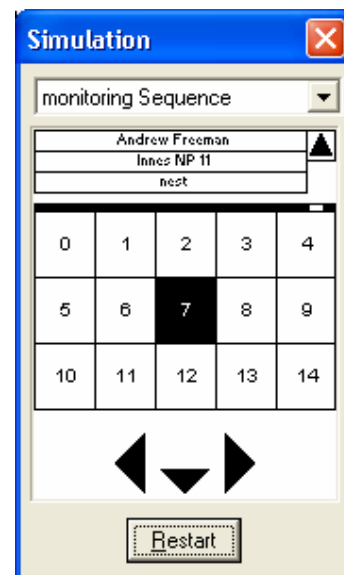 Simulation
monitoring Sequence
Andrew Freeman
Innes NP 11
nest
0 1 2 3 4
5 6 7 8 9
10 11 12 13 14
Restart